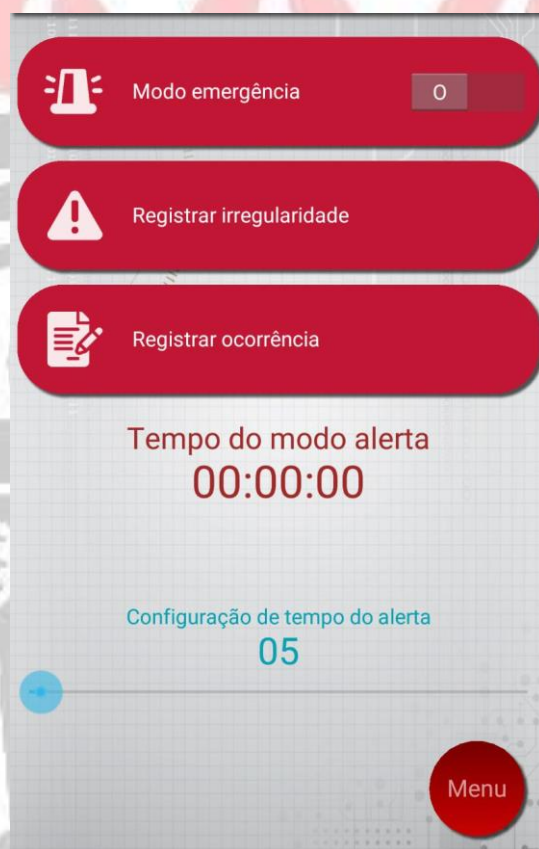 Modo emergência
O
Registrar irregularidade
Registrar ocorrência
Tempo do modo alerta
00:00:00
Configuração de tempo do alerta
05
Menu